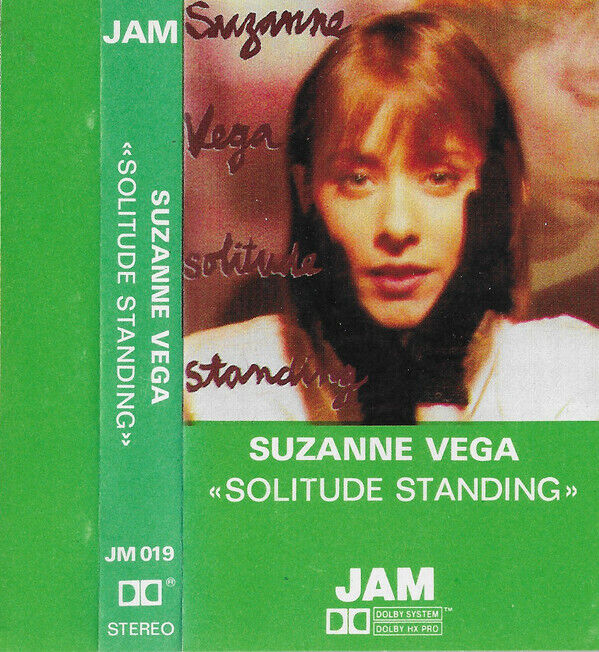 JAM
SUZANNE VEGA
«SOLITUDE STANDING»
JM 019
®
STEREO
Suzanne
Vega
solitude
standing
SUZANNE VEGA
«SOLITUDE STANDING»
JAM
DOLBY SYSTEM ™
DOLBY HX PRO